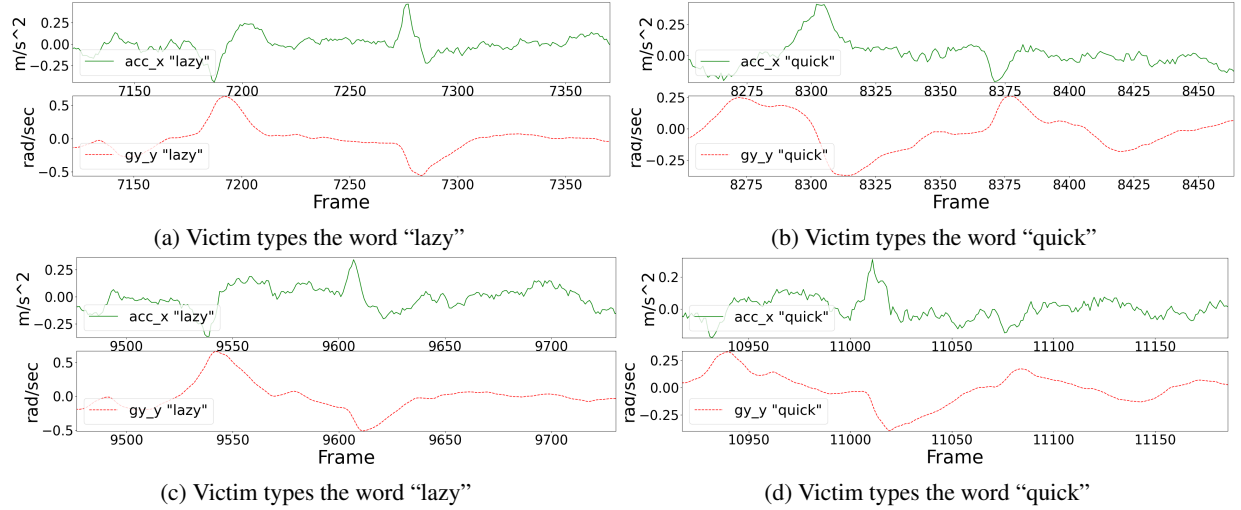 m/s^2
0.25
0.00
−0.25
acc_x "lazy"
7150 7200 7250 7300 7350
rad/sec
0.5
0.0
−0.5
gy_y "lazy"
7150 7200 7250 7300 7350
Frame
(a) Victim types the word “lazy”
m/s^2
0.25
0.00
acc_x "quick"
8275 8300 8325 8350 8375 8400 8425 8450
rad/sec
0.25
0.00
−0.25
gy_y "quick"
8275 8300 8325 8350 8375 8400 8425 8450
Frame
(b) Victim types the word “quick”
m/s^2
0.25
0.00
−0.25
acc_x "lazy"
9500 9550 9600 9650 9700
rad/sec
0.5
0.0
−0.5
gy_y "lazy"
9500 9550 9600 9650 9700
Frame
(c) Victim types the word “lazy”
m/s^2
0.2
0.0
acc_x "quick"
10950 11000 11050 11100 11150
rad/sec
0.25
0.00
−0.25
gy_y "quick"
10950 11000 11050 11100 11150
Frame
(d) Victim types the word “quick”